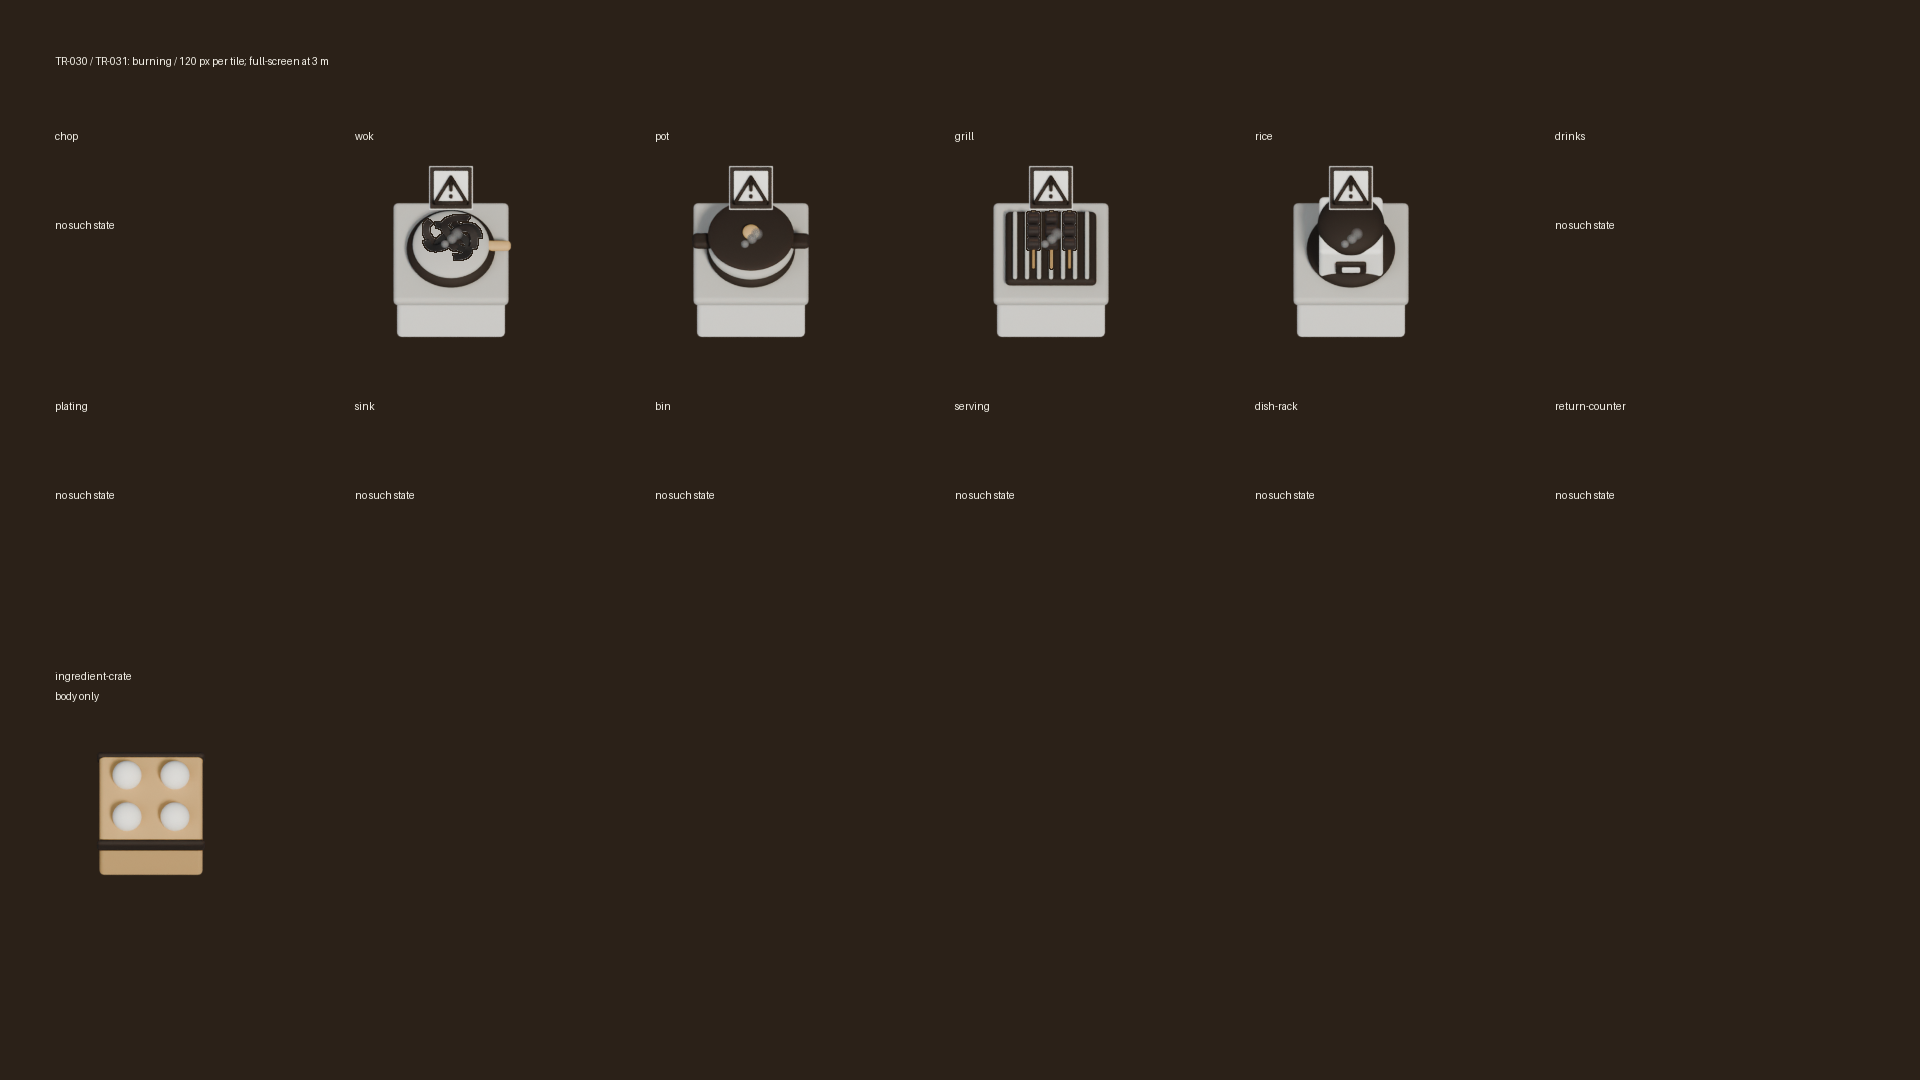 TR-030 / TR-031: burning / 120 px per tile; full-screen at 3 m
chop
wok
pot
grill
rice
drinks
no such state
no such state
plating
sink
bin
serving
dish-rack
return-counter
no such state
no such state
no such state
no such state
no such state
no such state
ingredient-crate
body only